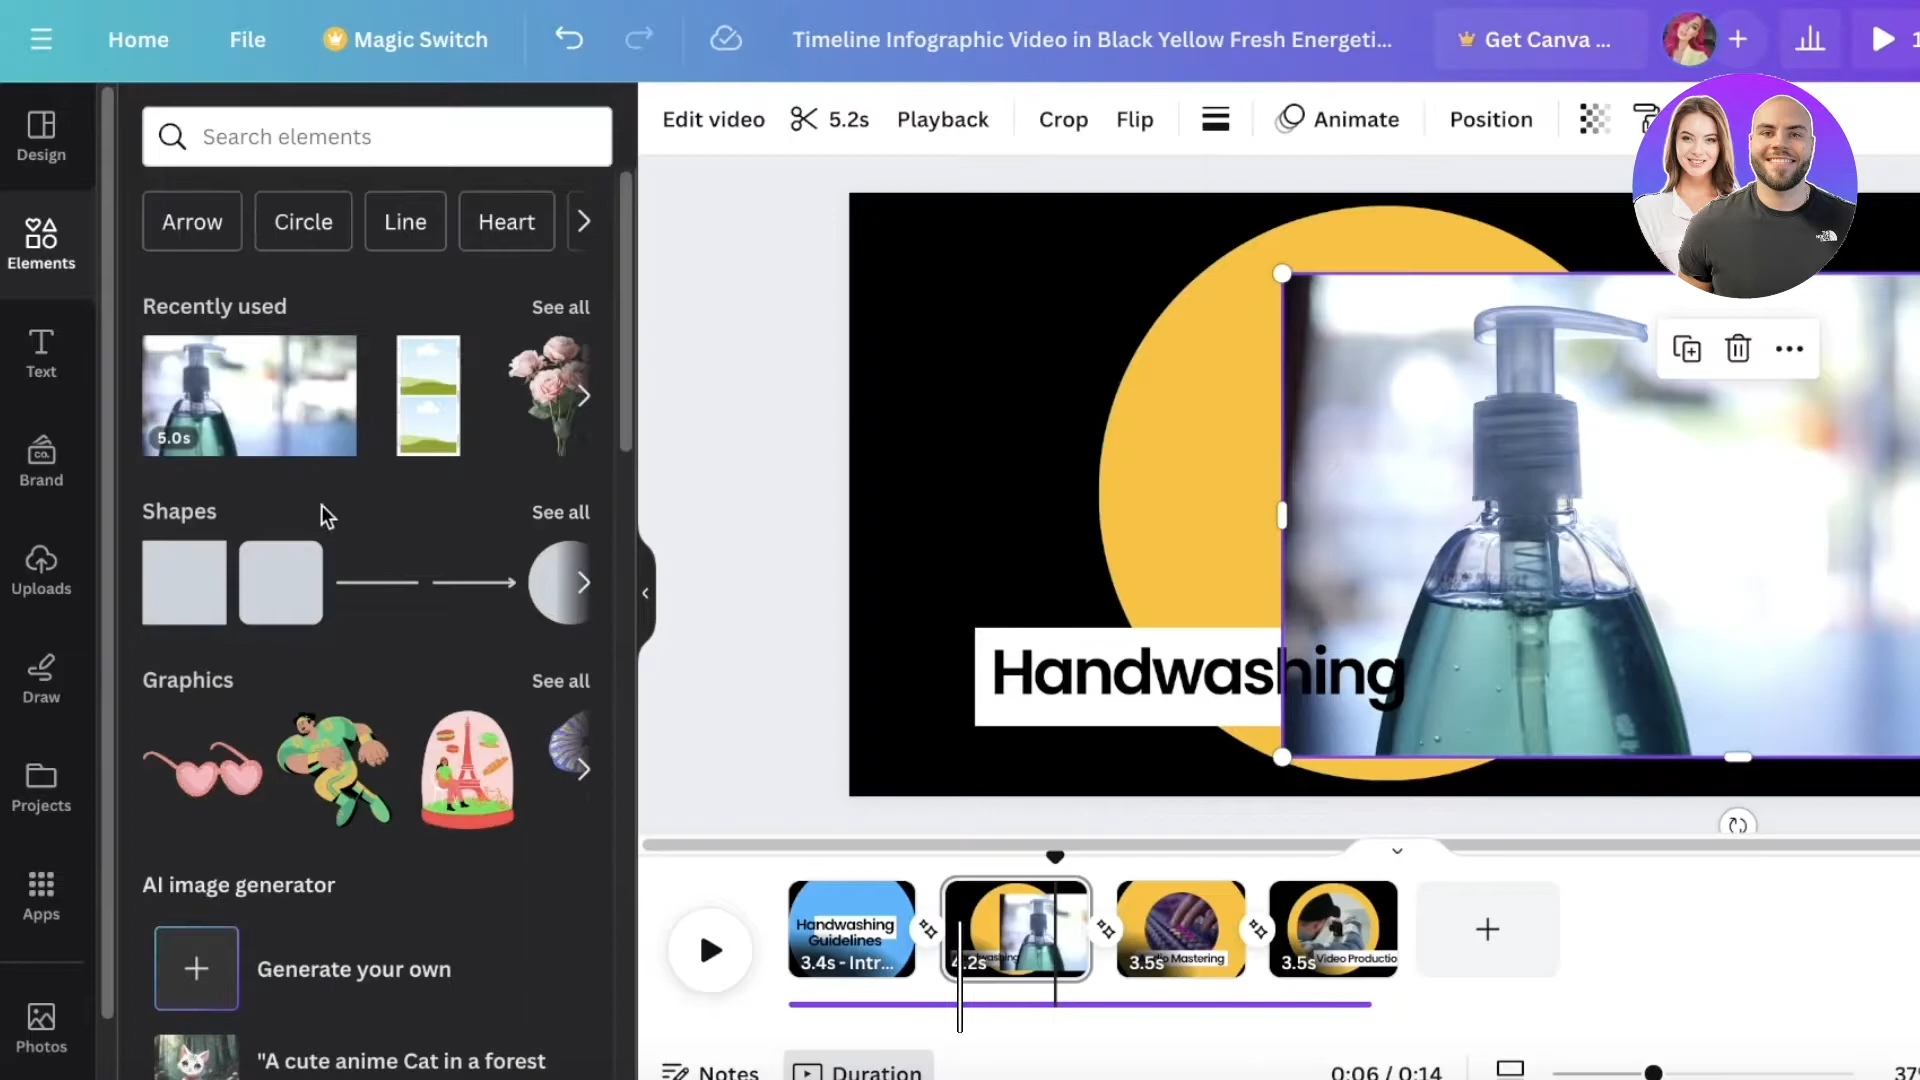 Home
File
Magic Switch
Timeline Infographic Video in Black Yellow Fresh Energeti...
Get Canva ...
Design
Elements
Text
Brand
Uploads
Draw
Projects
Apps
Photos
CO.
Search elements
Arrow
Circle
Line
Heart
Recently used
See all
5.0s
Shapes
See all
Graphics
See all
AI image generator
Generate your own
"A cute anime Cat in a forest
Edit video
5.2s
Playback
Crop
Flip
Animate
Position
Handwashing
Handwashing
Guidelines
3.4s - Intr...
3.5s
Mastering
3.5s
Video Productio
Notes
Duration
0:06 / 0:14